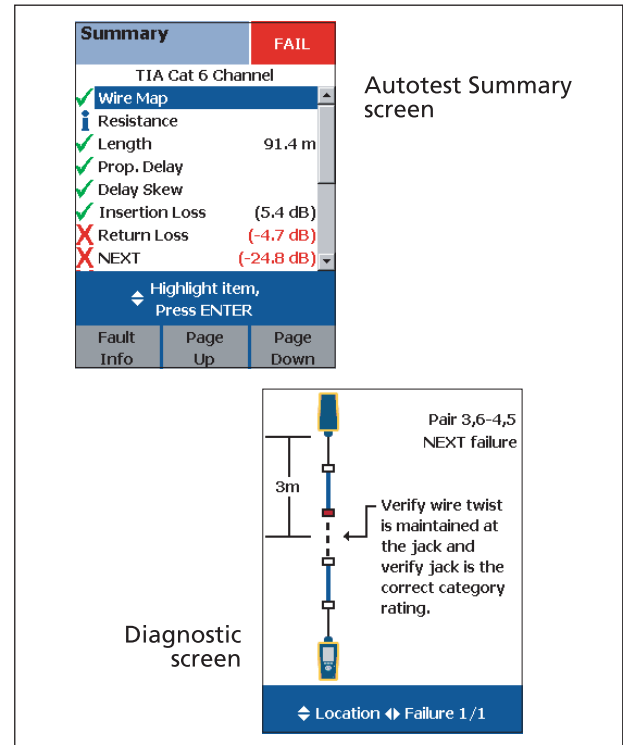 Summary
FAIL
TIA Cat 6 Channel
Wire Map
Resistance
Length 91.4 m
Prop. Delay
Delay Skew
Insertion Loss (5.4 dB)
Return Loss (-4.7 dB)
NEXT (-24.8 dB)
Highlight item,
Press ENTER
Fault
Info
Page
Up
Page
Down
Autotest Summary
screen
Pair 3,6-4,5
NEXT failure
3m
Verify wire twist
is maintained at
the jack and
verify jack is the
correct category
rating.
Diagnostic
screen
Location Failure 1/1